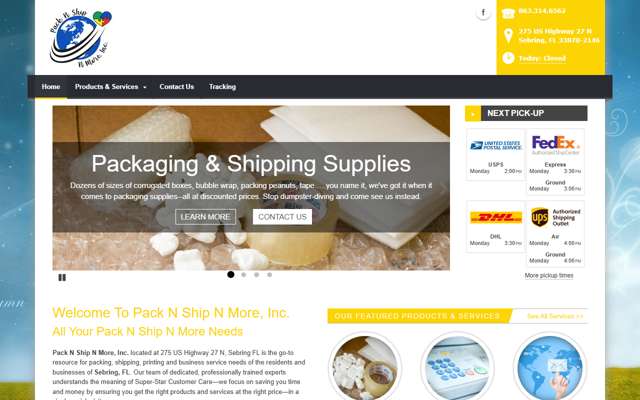 Pack N Ship
N More, Inc.
863.314.6562
275 US Highway 27 N
Sebring, FL 33870-2146
Today: Closed
Home
Products & Services
Contact Us
Tracking
NEXT PICK-UP
Packaging & Shipping Supplies
Dozens of sizes of corrugated boxes, bubble wrap, packing peanuts, tape.....you name it, we've got it when it
comes to packaging supplies--all at discounted prices. Stop dumpster-diving and come see us instead.
LEARN MORE
CONTACT US
UNITED STATES
POSTAL SERVICE
USPS
Monday 2:00 PM
FedEx
Authorized ShipCenter
Express
Monday 3:30 PM
Ground
Monday 3:00 PM
DHL
DHL
Monday 3:30 PM
ups
Authorized
Shipping
Outlet
Air
Monday 4:00 PM
Ground
Monday 4:00 PM
More pickup times
Welcome To Pack N Ship N More, Inc.
All Your Pack N Ship N More Needs
Pack N Ship N More, Inc, located at 275 US Highway 27 N, Sebring FL is the go-to
resource for packing, shipping, printing and business service needs of the residents and
businesses of Sebring, FL. Our team of dedicated, professionally trained experts
understands the meaning of Super-Star Customer Care—we focus on saving you time
and money by ensuring you get the right products and services at the right price—in a
OUR FEATURED PRODUCTS & SERVICES
See All Services >>